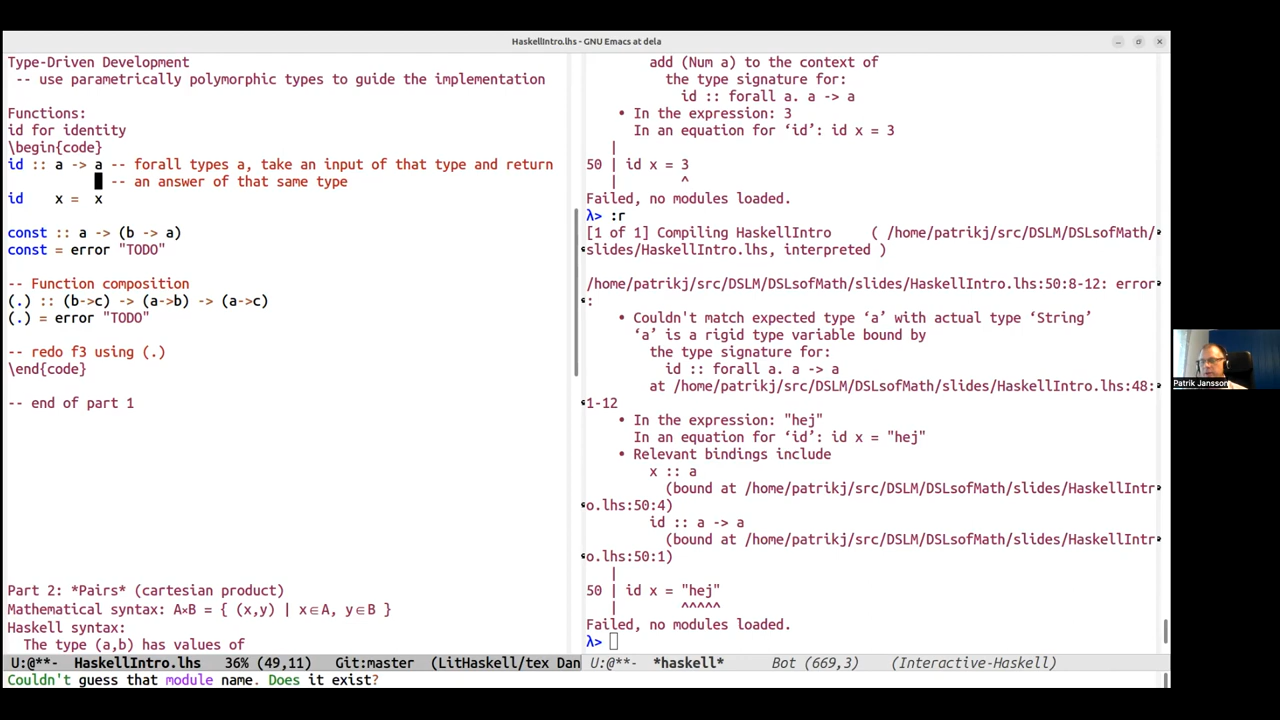 HaskellIntro.lhs - GNU Emacs at dela
Type-Driven Development
-- use parametrically polymorphic types to guide the implementation
Functions:
id for identity
\begin{code}
id :: a -> a -- forall types a, take an input of that type and return
-- an answer of that same type
id    x =  x
const :: a -> (b -> a)
const = error "TODO"
-- Function composition
(.) :: (b->c) -> (a->b) -> (a->c)
(.) = error "TODO"
-- redo f3 using (.)
\end{code}
-- end of part 1
Part 2: *Pairs* (cartesian product)
Mathematical syntax: A×B = { (x,y) | x∈A, y∈B }
Haskell syntax:
The type (a,b) has values of
U:@**-  HaskellIntro.lhs   36% (49,11)   Git:master   (LitHaskell/tex Dan
Couldn't guess that module name. Does it exist?
add (Num a) to the context of
the type signature for:
id :: forall a. a -> a
• In the expression: 3
In an equation for ‘id’: id x = 3
|
50 | id x = 3
|        ^
Failed, no modules loaded.
λ> :r
[1 of 1] Compiling HaskellIntro     ( /home/patrikj/src/DSLM/DSLsofMath/
slides/HaskellIntro.lhs, interpreted )
/home/patrikj/src/DSLM/DSLsofMath/slides/HaskellIntro.lhs:50:8-12: error
:
• Couldn't match expected type ‘a’ with actual type ‘String’
‘a’ is a rigid type variable bound by
the type signature for:
id :: forall a. a -> a
at /home/patrikj/src/DSLM/DSLsofMath/slides/HaskellIntro.lhs:48:
1-12
• In the expression: "hej"
In an equation for ‘id’: id x = "hej"
• Relevant bindings include
x :: a
(bound at /home/patrikj/src/DSLM/DSLsofMath/slides/HaskellIntr
o.lhs:50:4)
id :: a -> a
(bound at /home/patrikj/src/DSLM/DSLsofMath/slides/HaskellIntr
o.lhs:50:1)
|
50 | id x = "hej"
|        ^^^^^
Failed, no modules loaded.
λ>
U:@**-  *haskell*      Bot (669,3)    (Interactive-Haskell)
Patrik Jansson